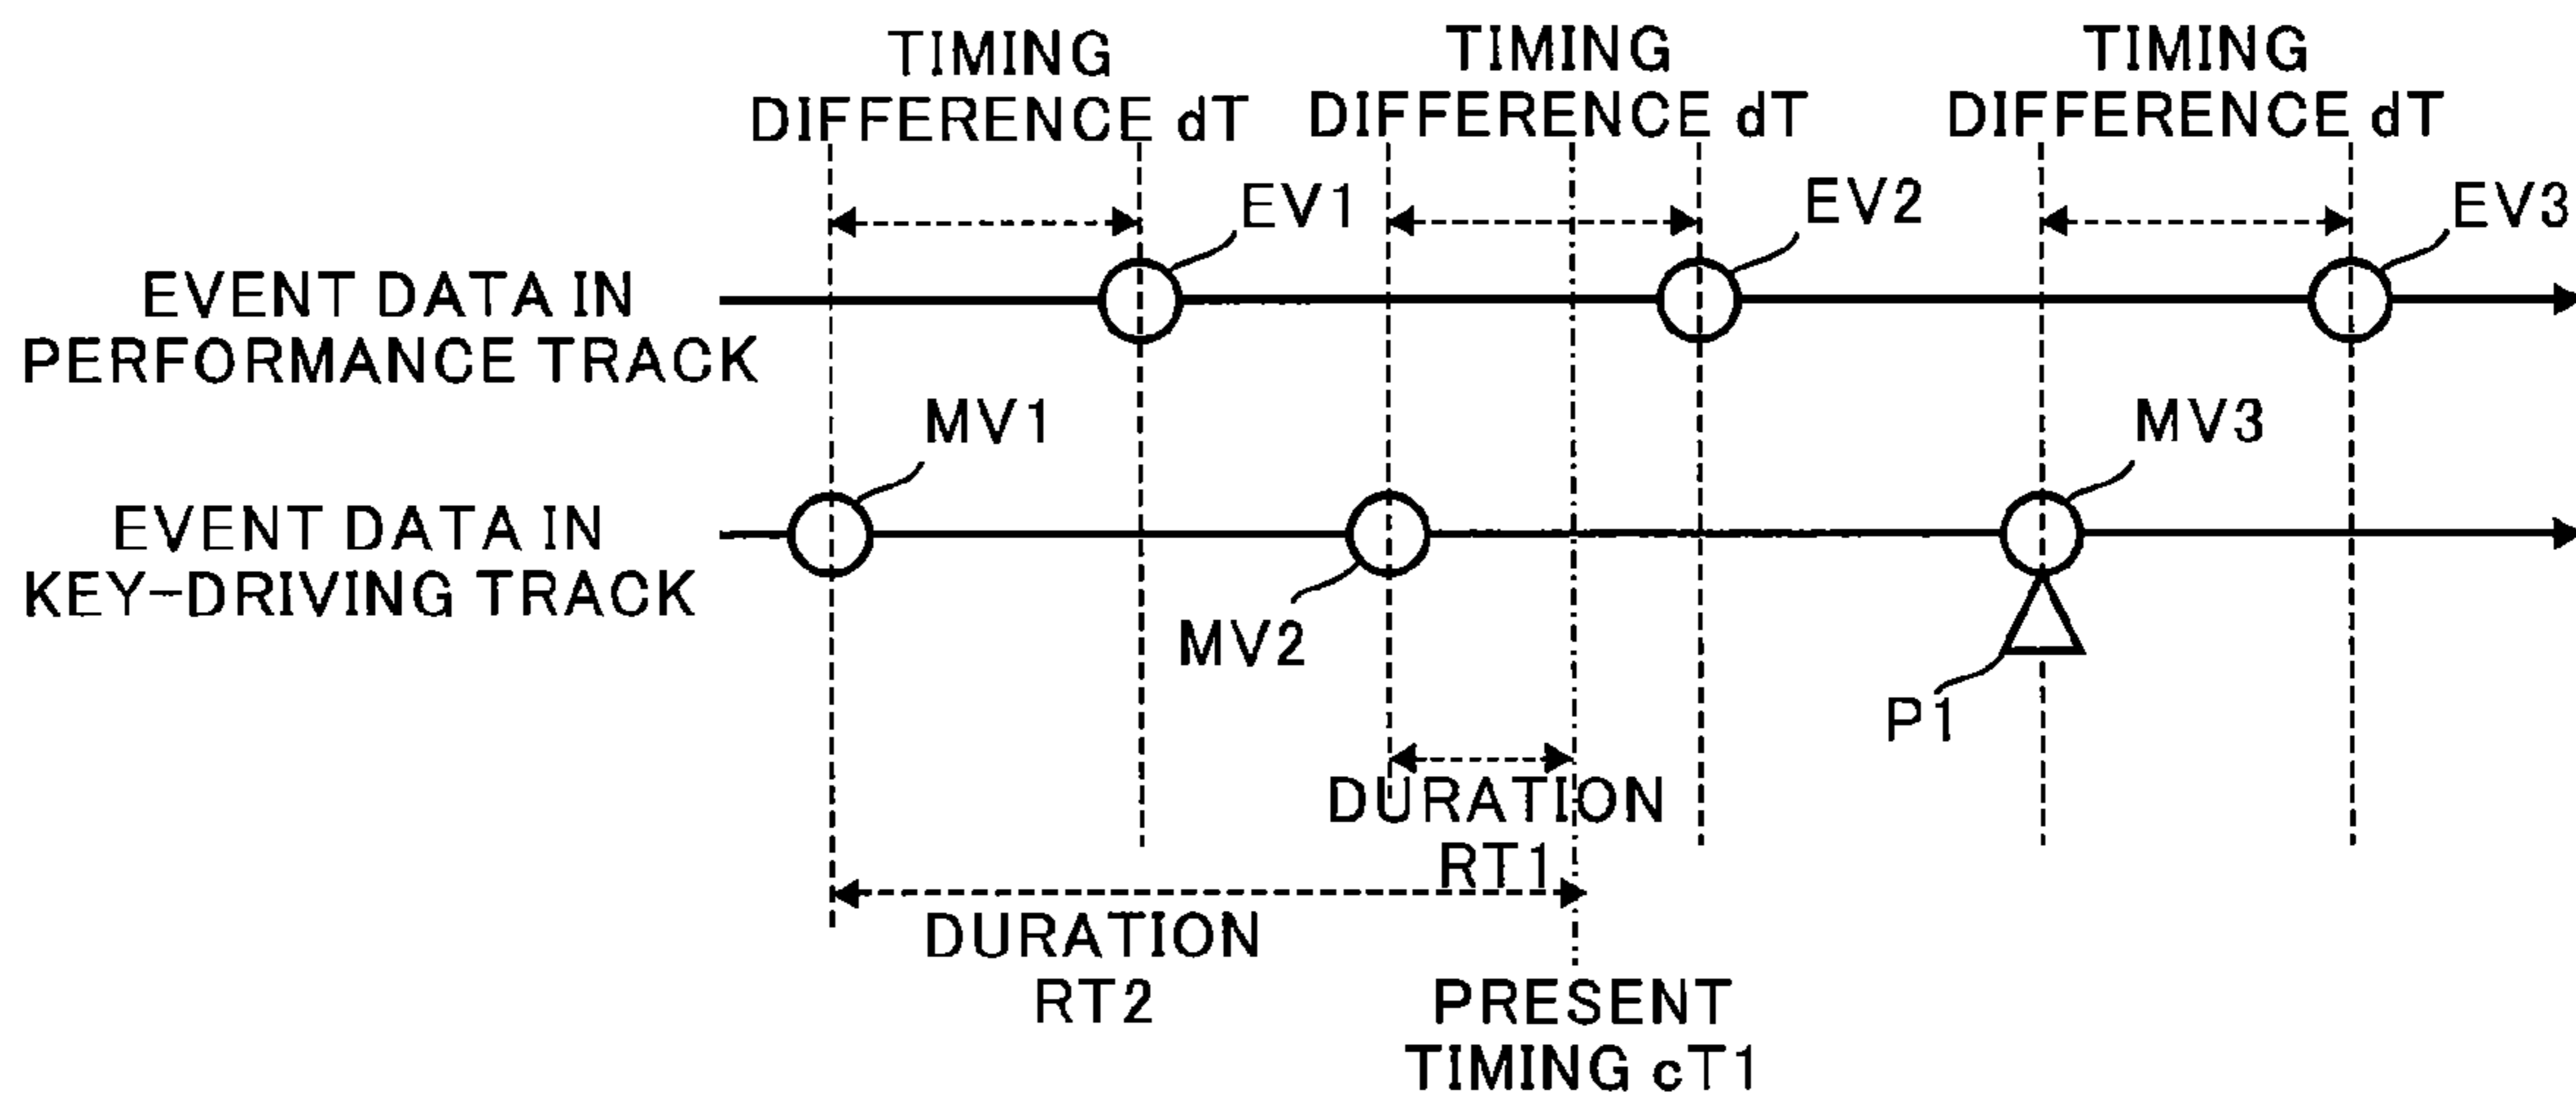 TIMING
DIFFERENCE dT
TIMING
DIFFERENCE dT
TIMING
DIFFERENCE dT
EV1
EV2
EV3
EVENT DATA IN
PERFORMANCE TRACK
MV1
MV3
EVENT DATA IN
KEY-DRIVING TRACK
MV2
P1
DURATION
RT1
DURATION
RT2
PRESENT
TIMING cT1